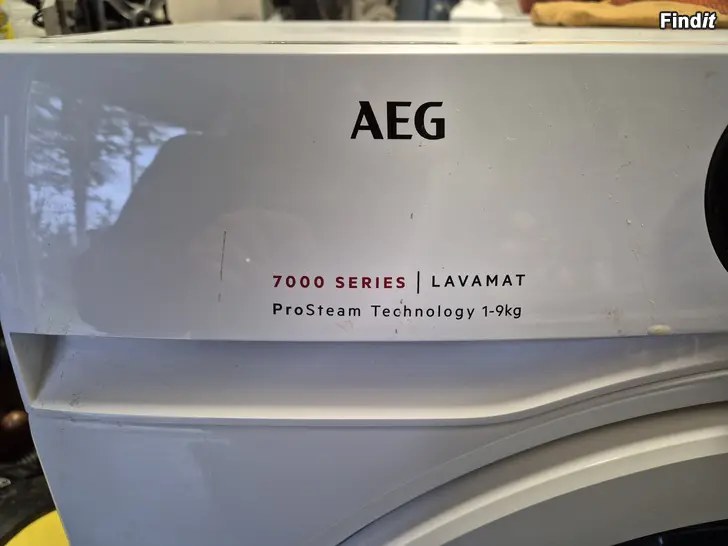 Findit
AEG
7000 SERIES | LAVAMAT
ProSteam Technology 1-9kg